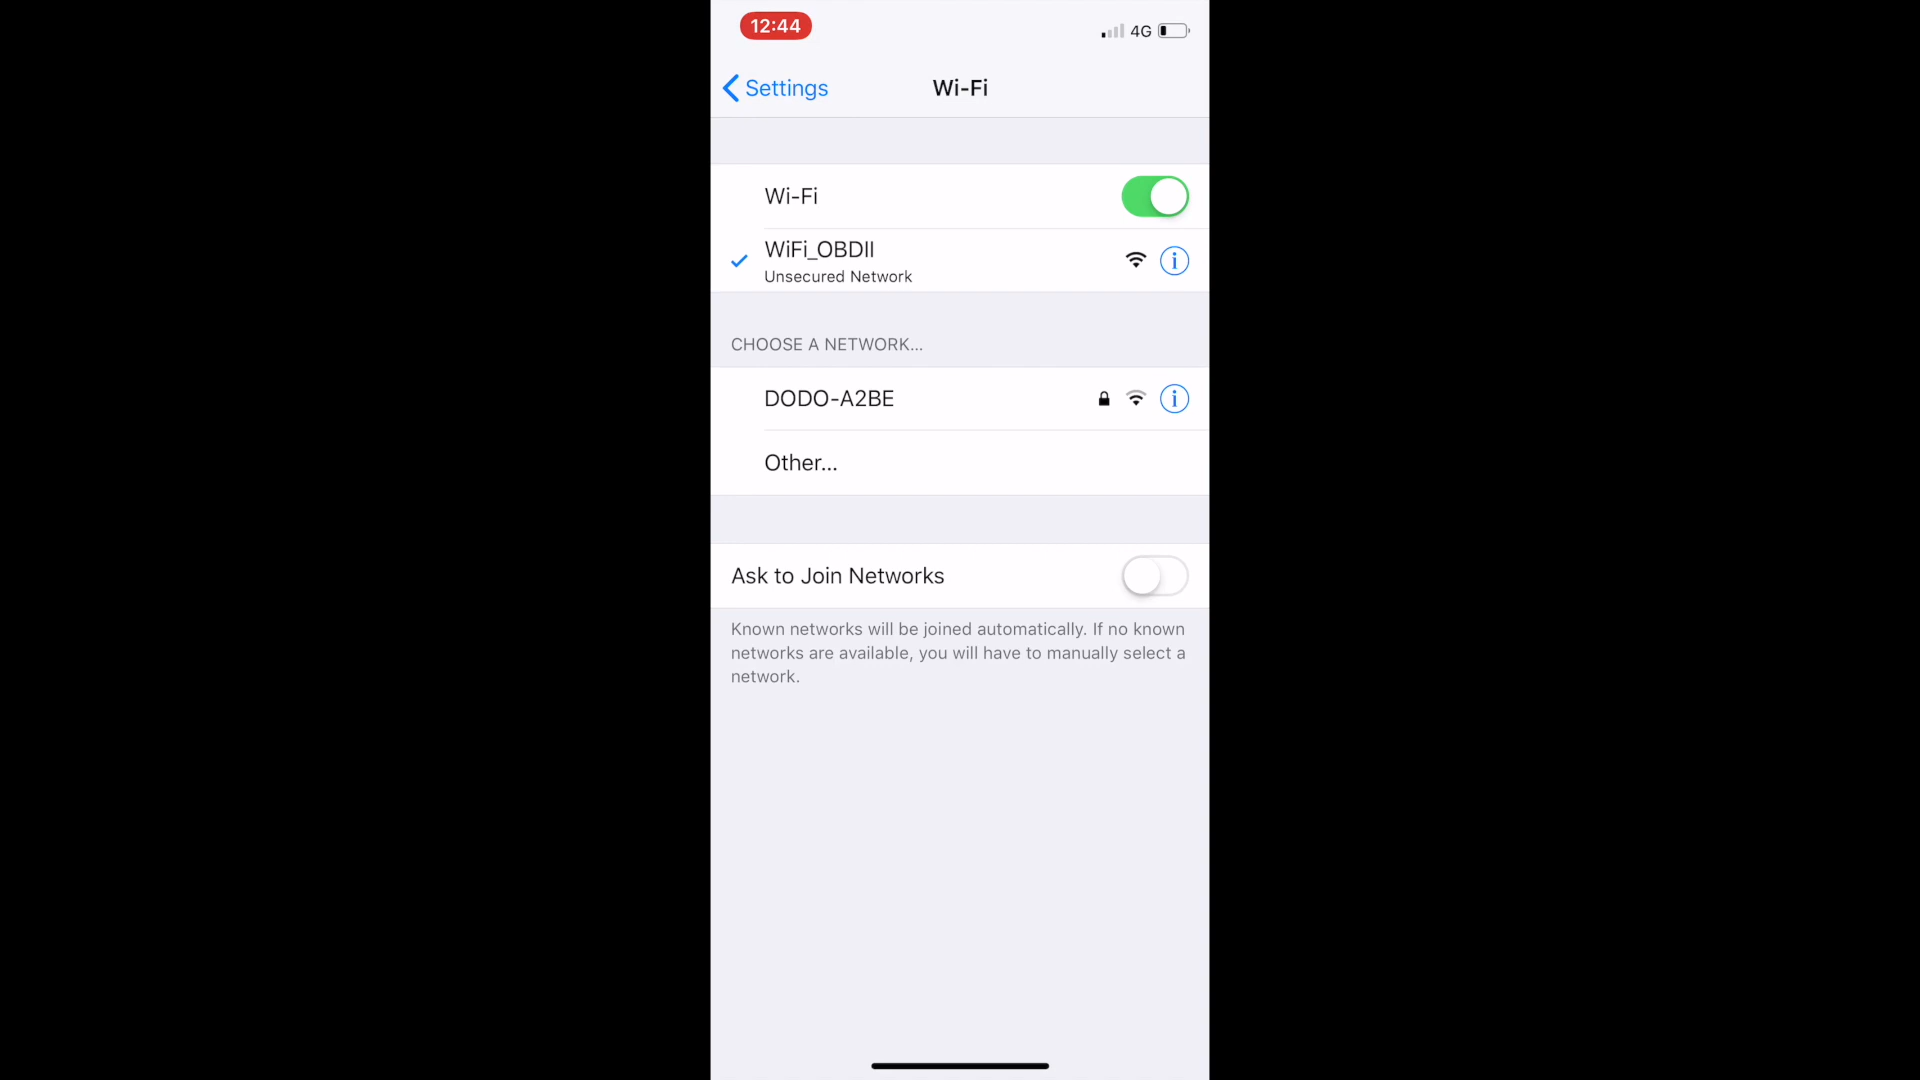 12:44
4G
Settings
Wi-Fi
Wi-Fi
WiFi_OBDII
Unsecured Network
CHOOSE A NETWORK...
DODO-A2BE
Other...
Ask to Join Networks
Known networks will be joined automatically. If no known
networks are available, you will have to manually select a
network.